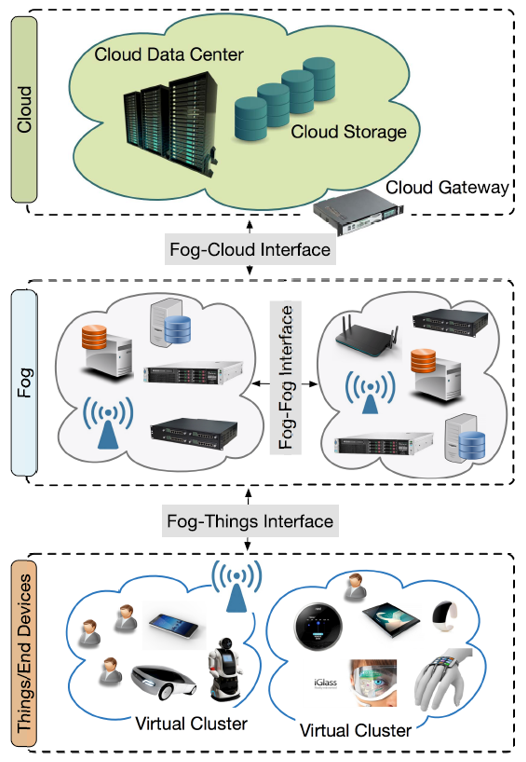 Cloud
Cloud Data Center
Cloud Storage
Cloud Gateway
Fog-Cloud Interface
Fog
Fog-Fog Interface
Fog-Things Interface
Things/End Devices
iGlass
Virtual Cluster
Virtual Cluster